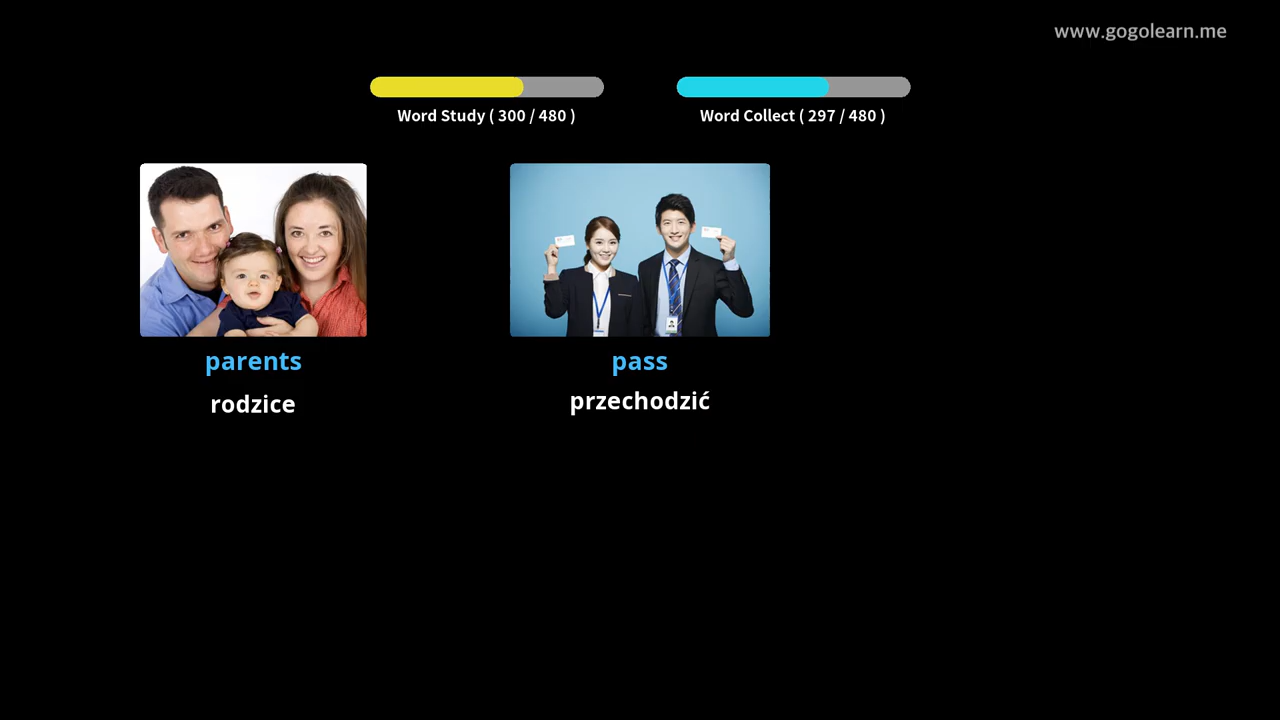 www.gogolearn.me
Word Study ( 300 / 480 )
Word Collect ( 297 / 480 )
parents
pass
rodzice
przechodzić